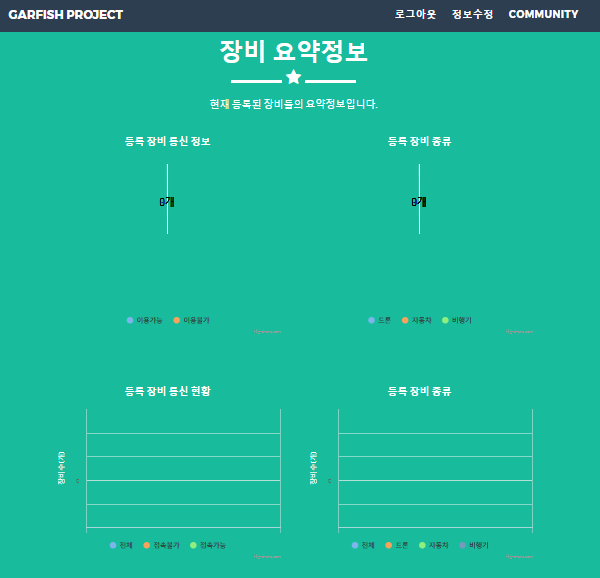 GARFISH PROJECT
로그아웃 정보수정 COMMUNITY
장비 요약정보
현재 등록된 장비들의 요약정보입니다.
등록 장비 통신 정보
등록 장비 종류
0개
0개
이용가능 이용불가
드론 자동차 비행기
등록 장비 통신 현황
등록 장비 종류
장비수(개)
0
장비수(개)
0
전체 접속불가 접속가능
전체 드론 자동차 비행기